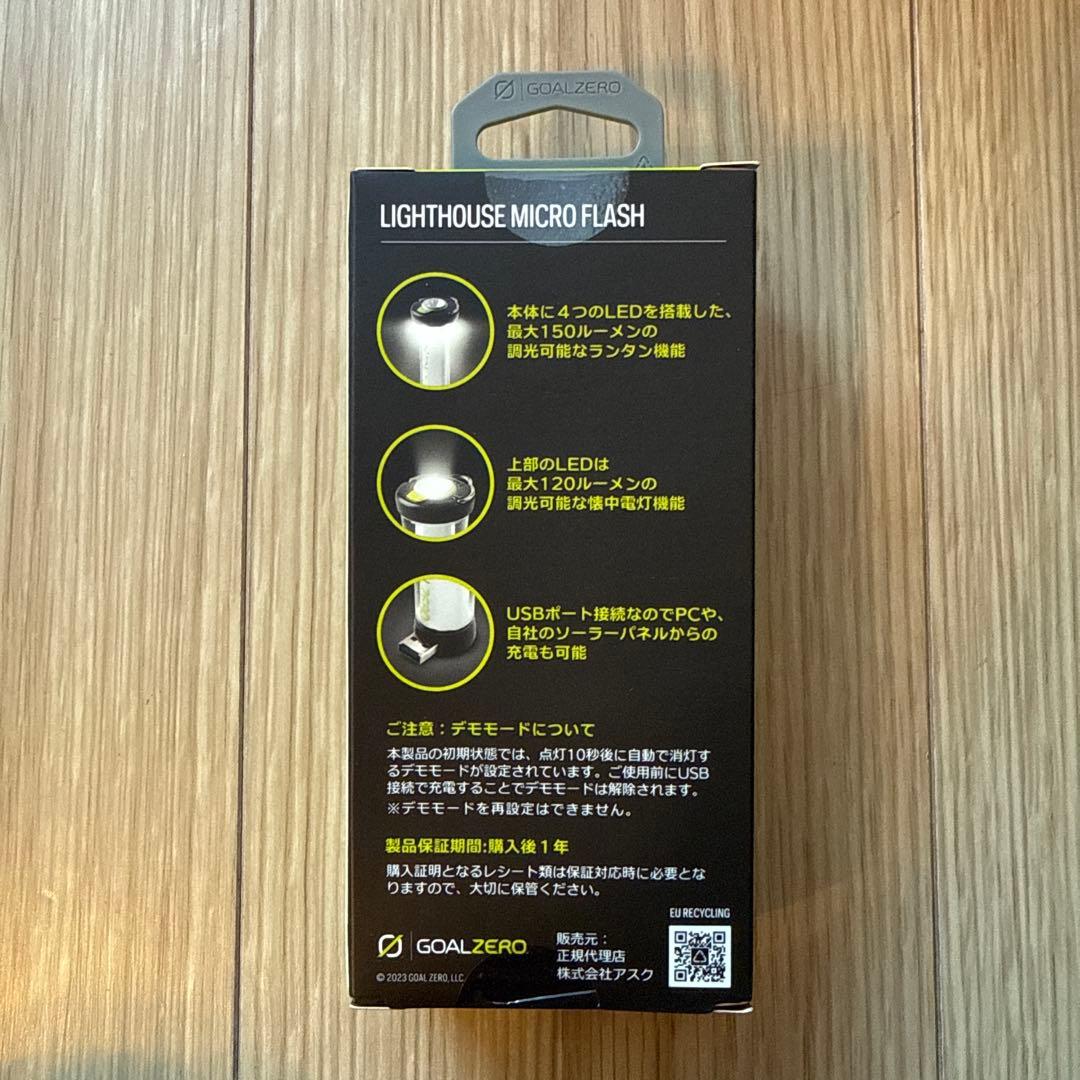 GOALZERO
LIGHTHOUSE MICRO FLASH
本体に4つのLEDを搭載した、
最大150ルーメンの
調光可能なランタン機能
上部のLEDは
最大120ルーメンの
調光可能な懐中電灯機能
USBポート接続なのでPCや、
自社のソーラーパネルからの
充電も可能
ご注意：デモモードについて
本製品の初期状態では、点灯10秒後に自動で消灯す
るデモモードが設定されています。ご使用前にUSB
接続で充電することでデモモードは解除されます。
※デモモードを再設定はできません。
製品保証期間:購入後1年
購入証明となるレシート類は保証対応時に必要とな
りますので、大切に保管ください。
EU RECYCLING
GOALZERO
販売元：
正規代理店
株式会社アスク
© 2023 GOAL ZERO, LLC.